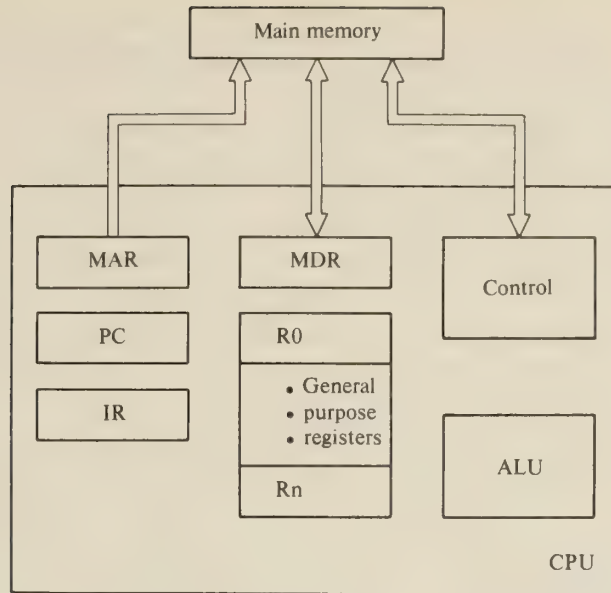 Main memory
MAR
MDR
Control
PC
R0
IR
• General
• purpose
• registers
Rn
ALU
CPU